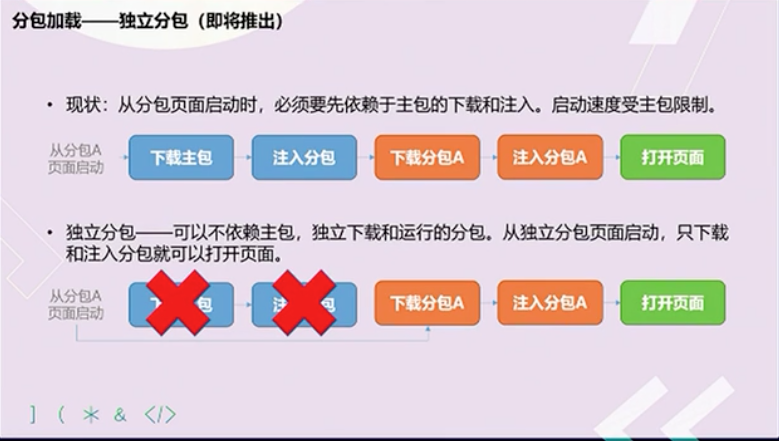 分包加载——独立分包（即将推出）
• 现状：从分包页面启动时，必须要先依赖于主包的下载和注入。启动速度受主包限制。
从分包A
页面启动
下载主包
注入分包
下载分包A
注入分包A
打开页面
• 独立分包——可以不依赖主包，独立下载和运行的分包。从独立分包页面启动，只下载
和注入分包就可以打开页面。
从分包A
页面启动
下 包
注 包
下载分包A
注入分包A
打开页面
] ( * & </>